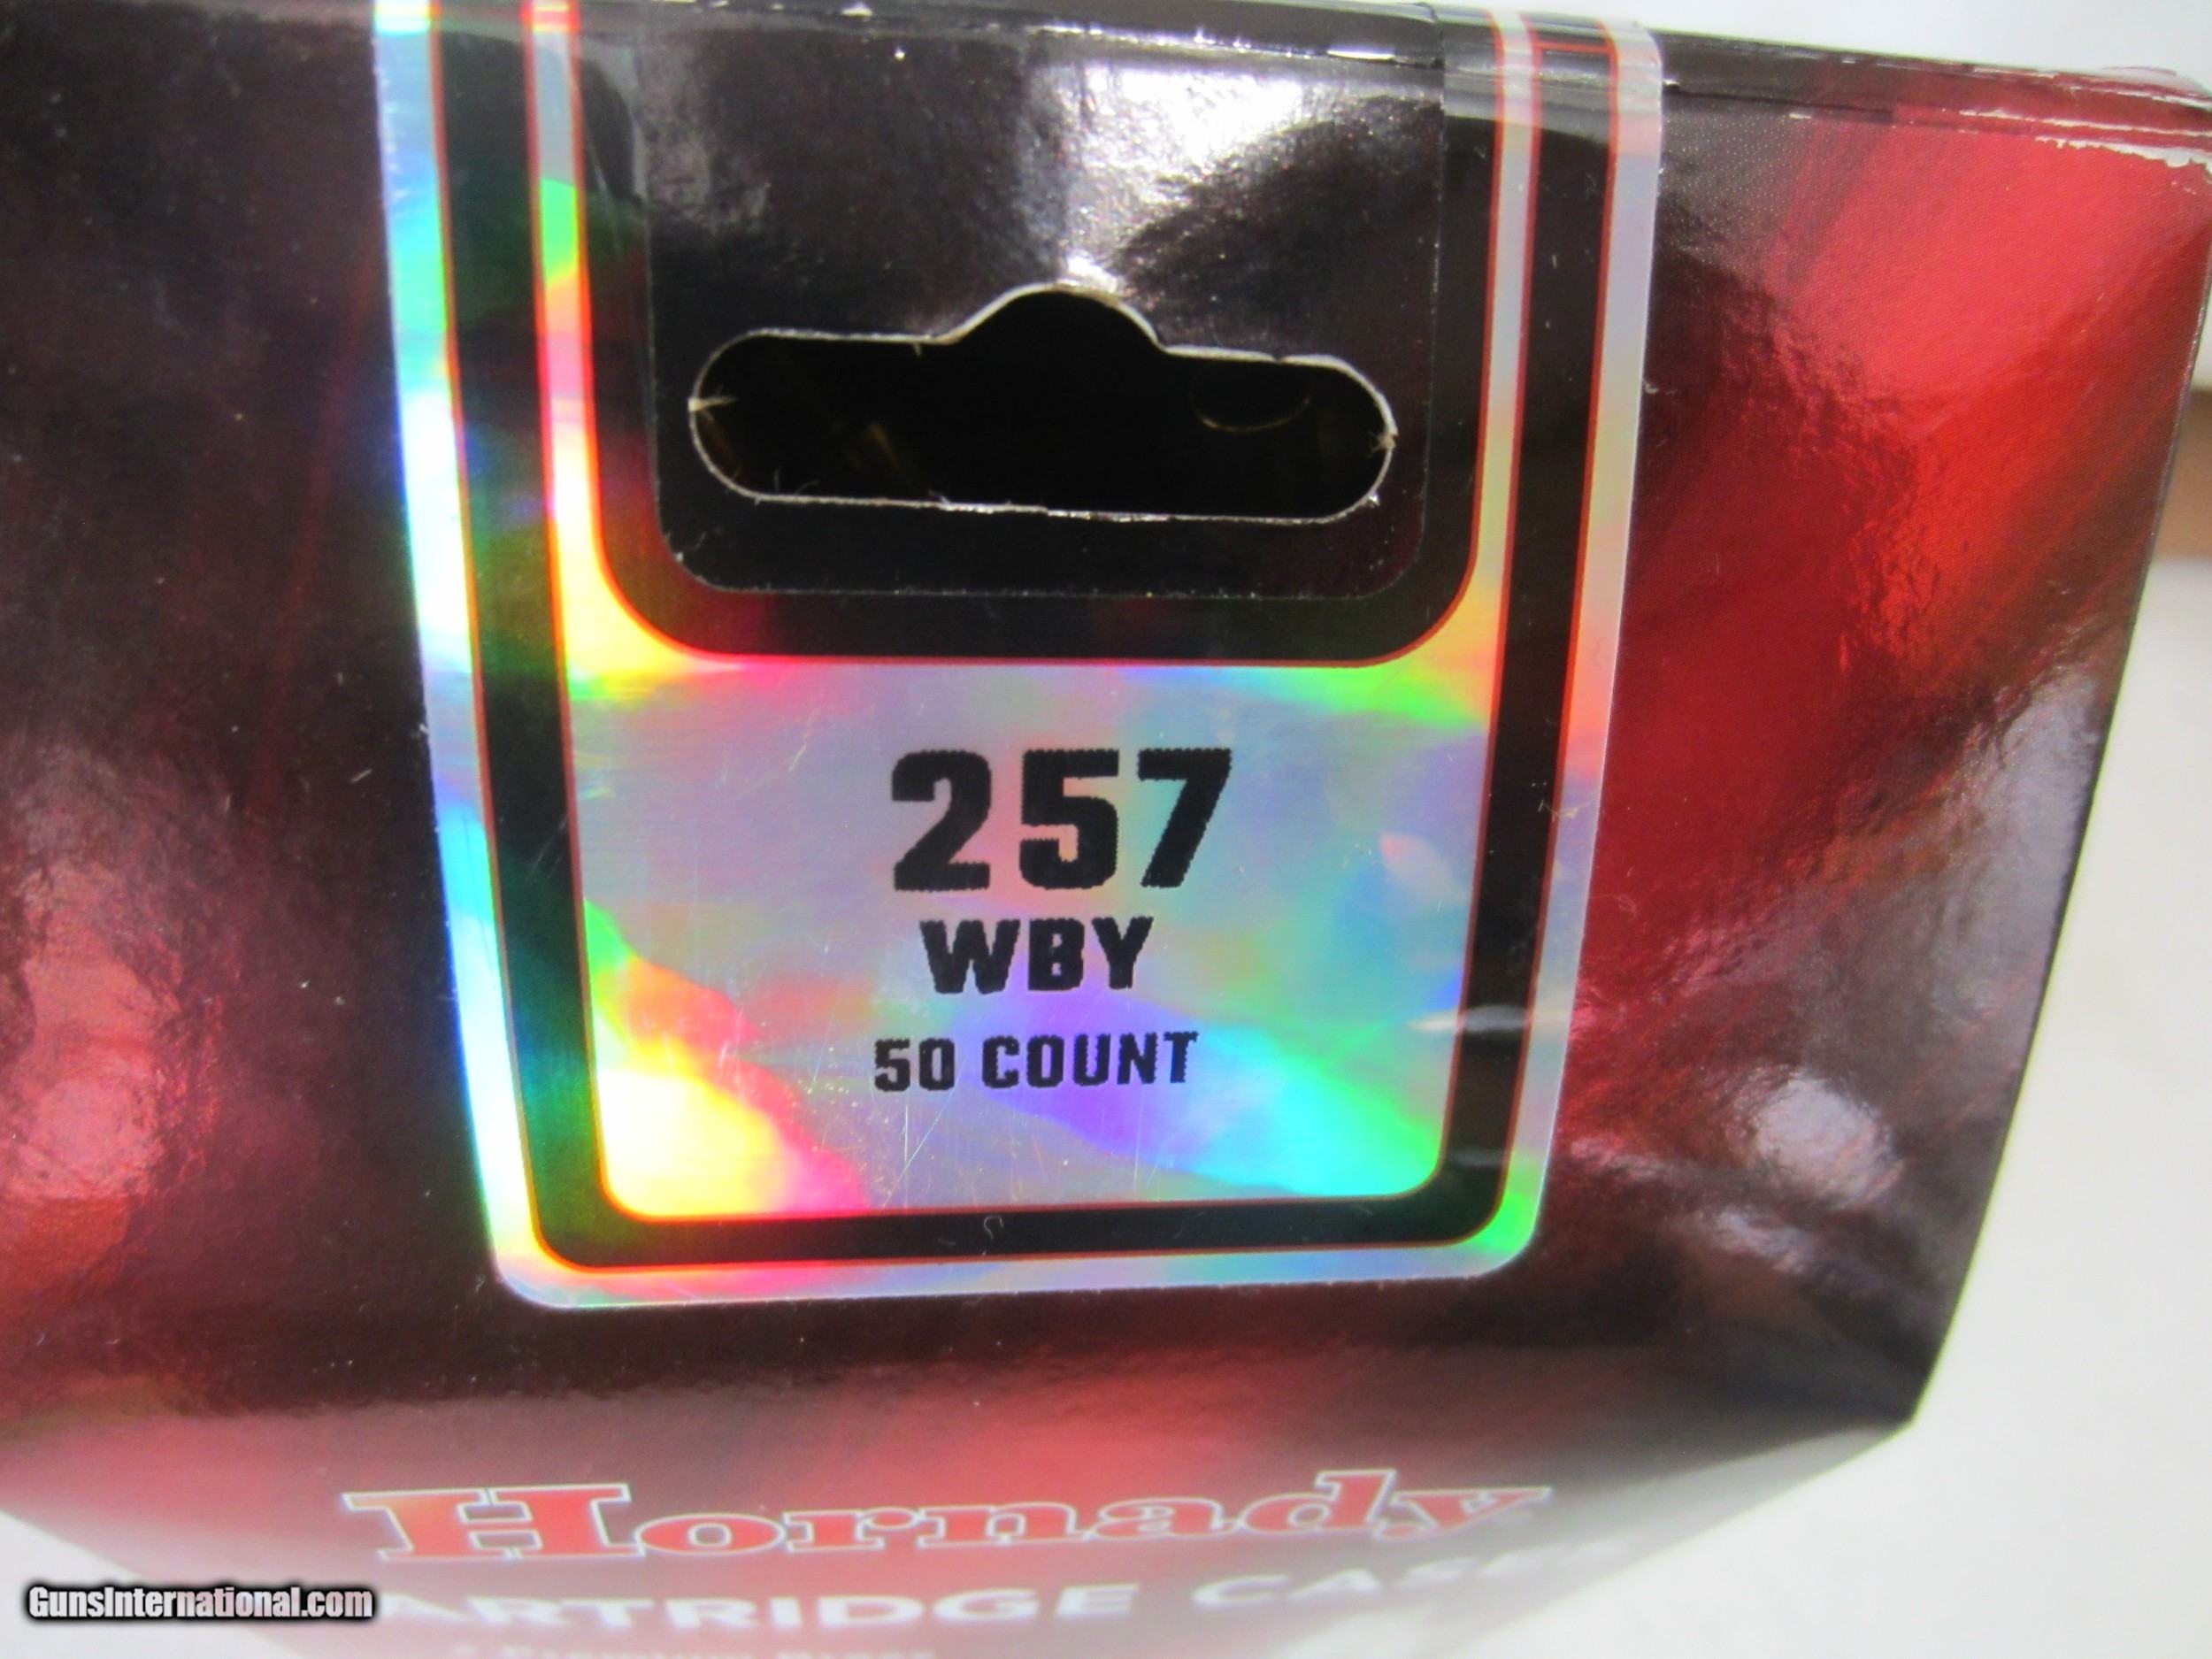 257
WBY
50 COUNT
Hornady
GunsInternational.com